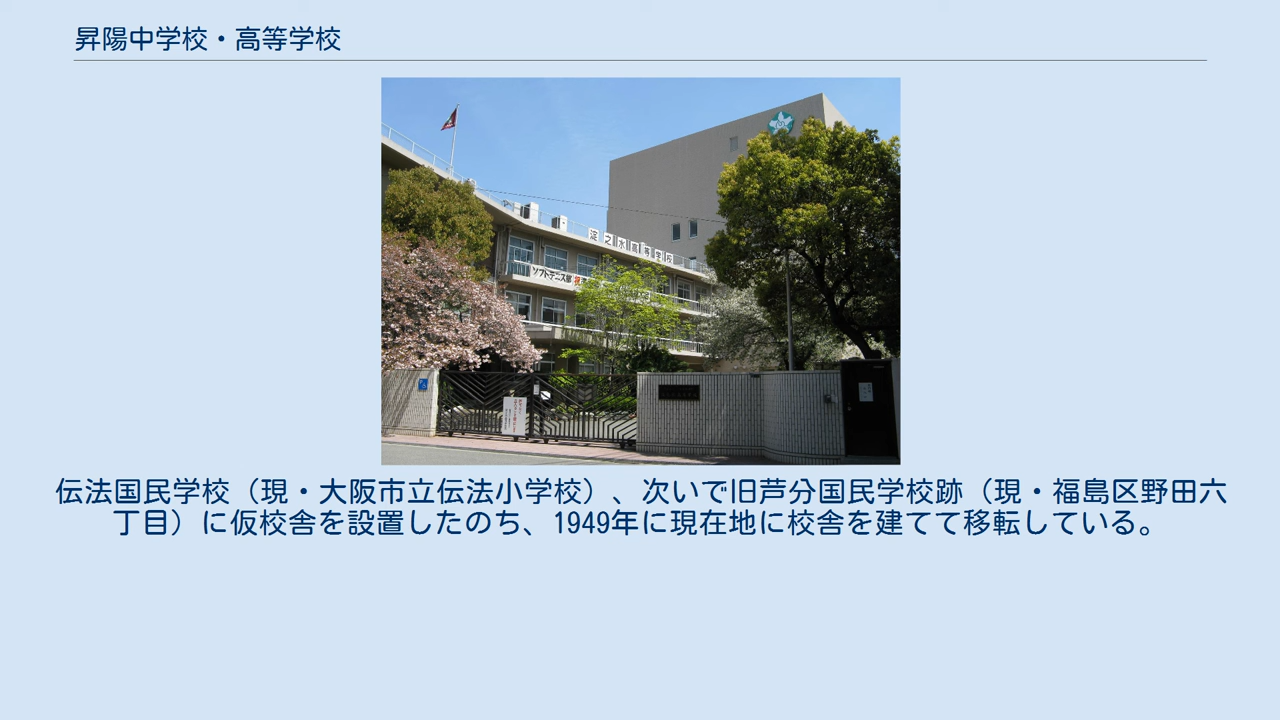 昇陽中学校・高等学校
淀之水高等学校
ソフトテニス部
伝法国民学校（現・大阪市立伝法小学校）、次いで旧芦分国民学校跡（現・福島区野田六
丁目）に仮校舎を設置したのち、1949年に現在地に校舎を建てて移転している。